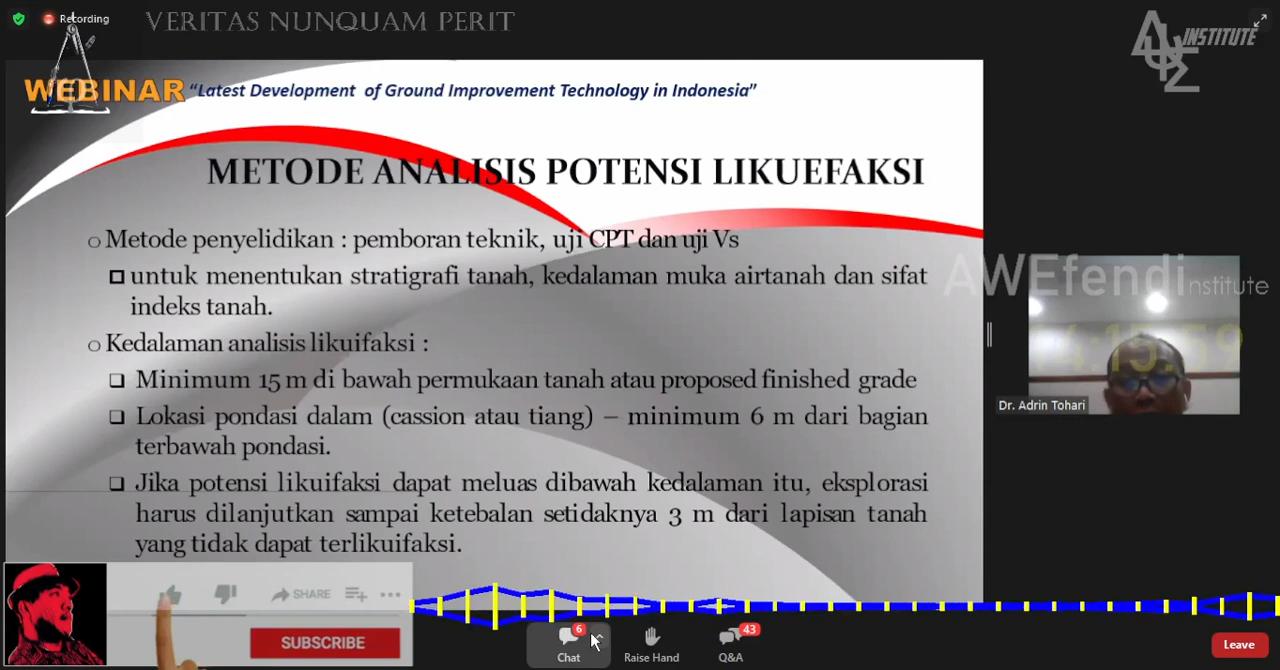 Recording
VERITAS NUNQUAM PERIT
INSTITUTE
WEBINAR "Latest Development of Ground Improvement Technology in Indonesia"
METODE ANALISIS POTENSI LIKUEFAKSI
Metode penyelidikan : pemboran teknik, uji CPT dan uji Vs
untuk menentukan stratigrafi tanah, kedalaman muka airtanah dan sifat
indeks tanah.
Kedalaman analisis likuifaksi :
Minimum 15 m di bawah permukaan tanah atau proposed finished grade
Lokasi pondasi dalam (cassion atau tiang) – minimum 6 m dari bagian
terbawah pondasi.
Jika potensi likuifaksi dapat meluas dibawah kedalaman itu, eksplorasi
harus dilanjutkan sampai ketebalan setidaknya 3 m dari lapisan tanah
yang tidak dapat terlikuifaksi.
AWEfendi Institute
Dr. Adrin Tohari
SHARE
SUBSCRIBE
6
Chat
Raise Hand
43
Q&A
Leave